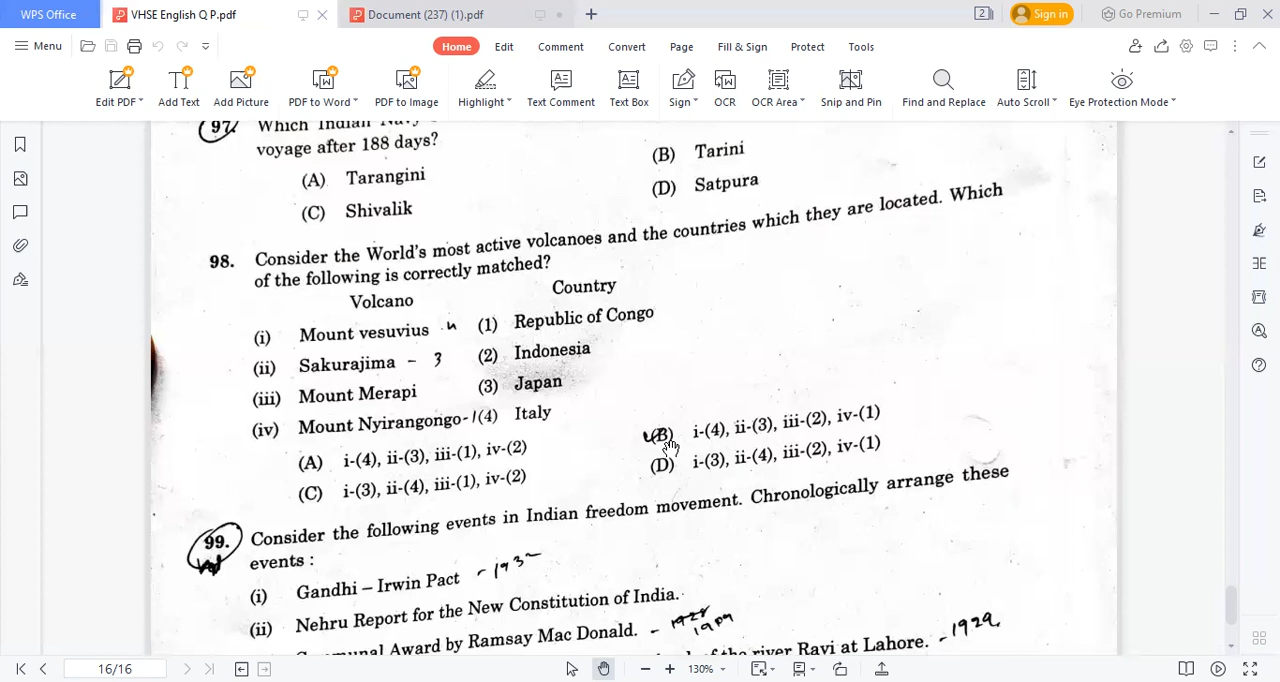 WPS Office
VHSE English Q P.pdf
Document (237) (1).pdf
Sign in
Go Premium
Menu
Home
Edit
Comment
Convert
Page
Fill & Sign
Protect
Tools
Edit PDF
Add Text
Add Picture
PDF to Word
PDF to Image
Highlight
Text Comment
Text Box
Sign
OCR
OCR Area
Snip and Pin
Find and Replace
Auto Scroll
Eye Protection Mode
97. Which Indian Navy
voyage after 188 days?
(A) Tarangini
(B) Tarini
(C) Shivalik
(D) Satpura
98. Consider the World's most active volcanoes and the countries which they are located. Which
of the following is correctly matched?
Volcano Country
(i) Mount vesuvius 4 (1) Republic of Congo
(ii) Sakurajima - 3 (2) Indonesia
(iii) Mount Merapi (3) Japan
(iv) Mount Nyirangongo-1 (4) Italy
(A) i-(4), ii-(3), iii-(1), iv-(2)
(B) i-(4), ii-(3), iii-(2), iv-(1)
(C) i-(3), ii-(4), iii-(1), iv-(2)
(D) i-(3), ii-(4), iii-(2), iv-(1)
99. Consider the following events in Indian freedom movement. Chronologically arrange these
events :
(i) Gandhi – Irwin Pact
(ii) Nehru Report for the New Constitution of India.
Award by Ramsay Mac Donald.
of the river Ravi at Lahore. - 1929.
16/16
130%